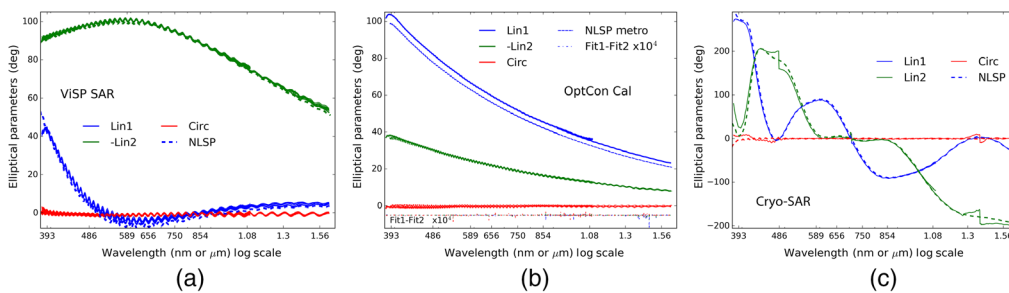 Elliptical parameters (deg)
100
80
60
40
20
0
ViSP SAR
Lin1
-Lin2
Circ
NLSP
393
486
589
656
750
854
1.08
1.3
1.56
Wavelength (nm or μm) log scale
(a)
Elliptical parameters (deg)
100
80
60
40
20
0
Lin1
-Lin2
Circ
NLSP metro
Fit1-Fit2 x10⁴
OptCon Cal
Fit1-Fit2 x10⁴
393
486
589
656
750
854
1.08
1.3
1.56
Wavelength (nm or μm) log scale
(b)
Elliptical parameters (deg)
200
100
0
−100
−200
Lin1
Lin2
Circ
NLSP
Cryo-SAR
393
486
589
656
750
854
1.08
1.3
1.56
Wavelength (nm or μm) log scale
(c)